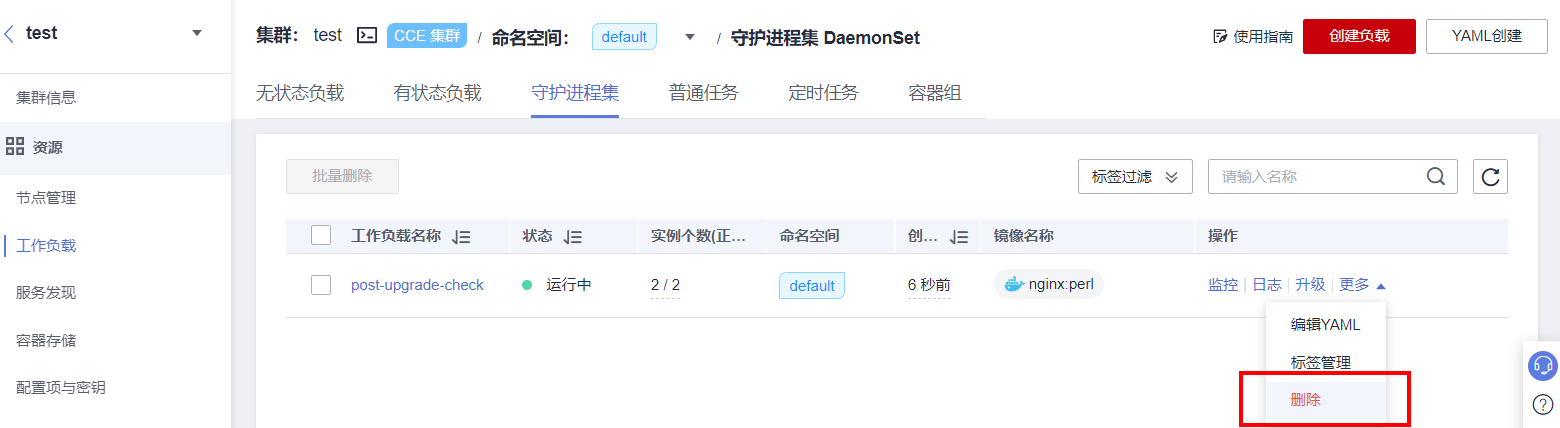 test
集群： test CCE 集群 / 命名空间： default / 守护进程集 DaemonSet
使用指南 创建负载 YAML创建
集群信息
资源
节点管理
工作负载
服务发现
容器存储
配置项与密钥
无状态负载 有状态负载 守护进程集 普通任务 定时任务 容器组
批量删除 标签过滤 请输入名称
工作负载名称 状态 实例个数(正... 命名空间 创... 镜像名称 操作
post-upgrade-check 运行中 2 / 2 default 6 秒前 nginx:perl 监控 日志 升级 更多
编辑YAML
标签管理
删除